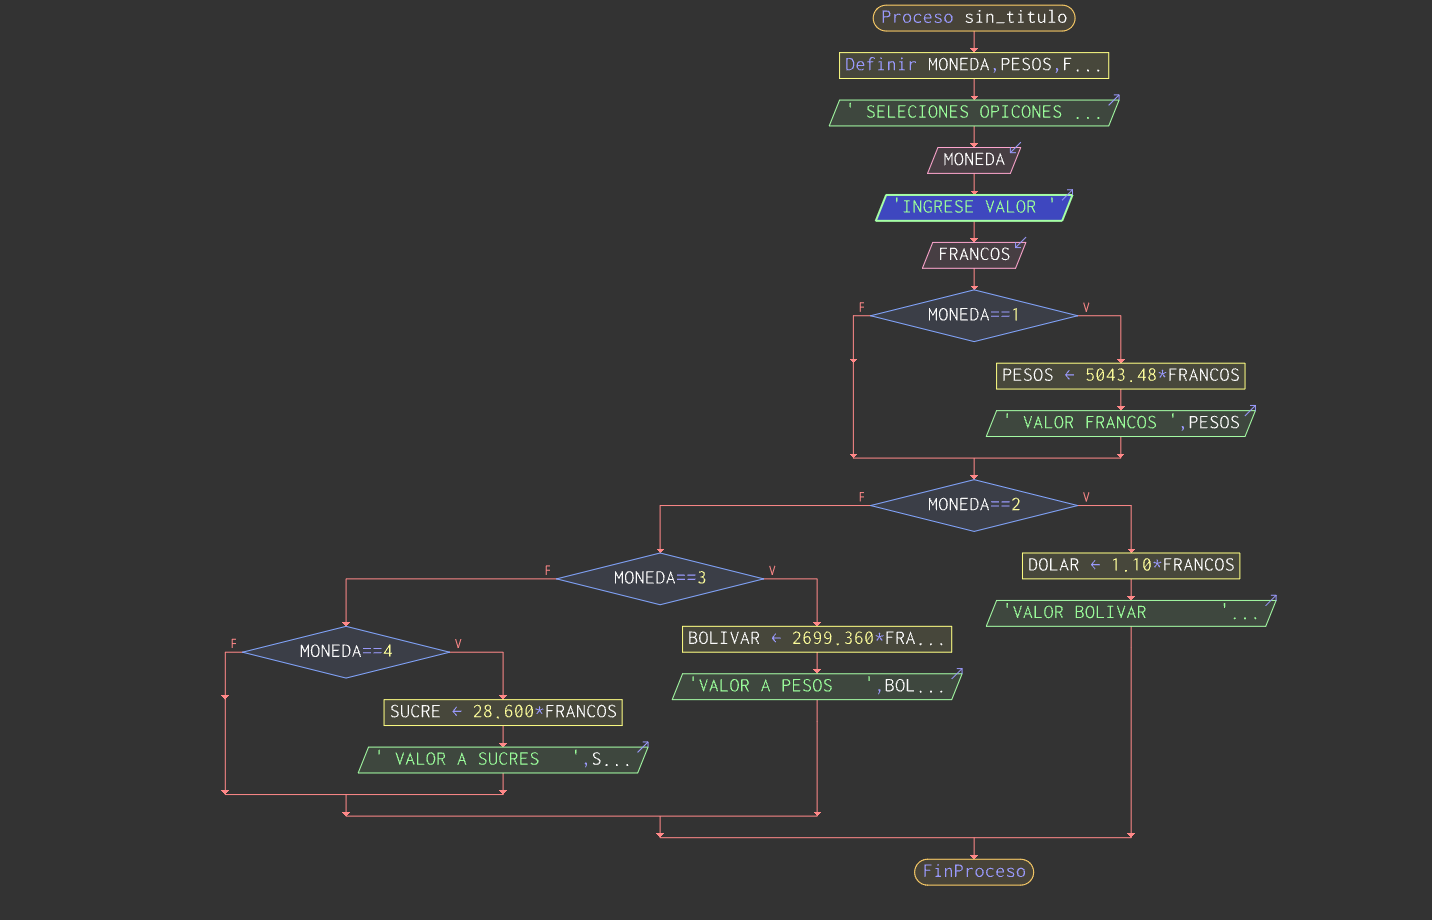 Proceso sin_titulo
Definir MONEDA,PESOS,F...
' SELECIONES OPICONES ...
MONEDA
'INGRESE VALOR '
FRANCOS
F
MONEDA==1
V
PESOS ← 5043.48*FRANCOS
' VALOR FRANCOS ',PESOS
F
MONEDA==2
V
DOLAR ← 1.10*FRANCOS
'VALOR BOLIVAR '...
F
MONEDA==3
V
BOLIVAR ← 2699.360*FRA...
'VALOR A PESOS ',BOL...
F
MONEDA==4
V
SUCRE ← 28.600*FRANCOS
' VALOR A SUCRES ',S...
FinProceso